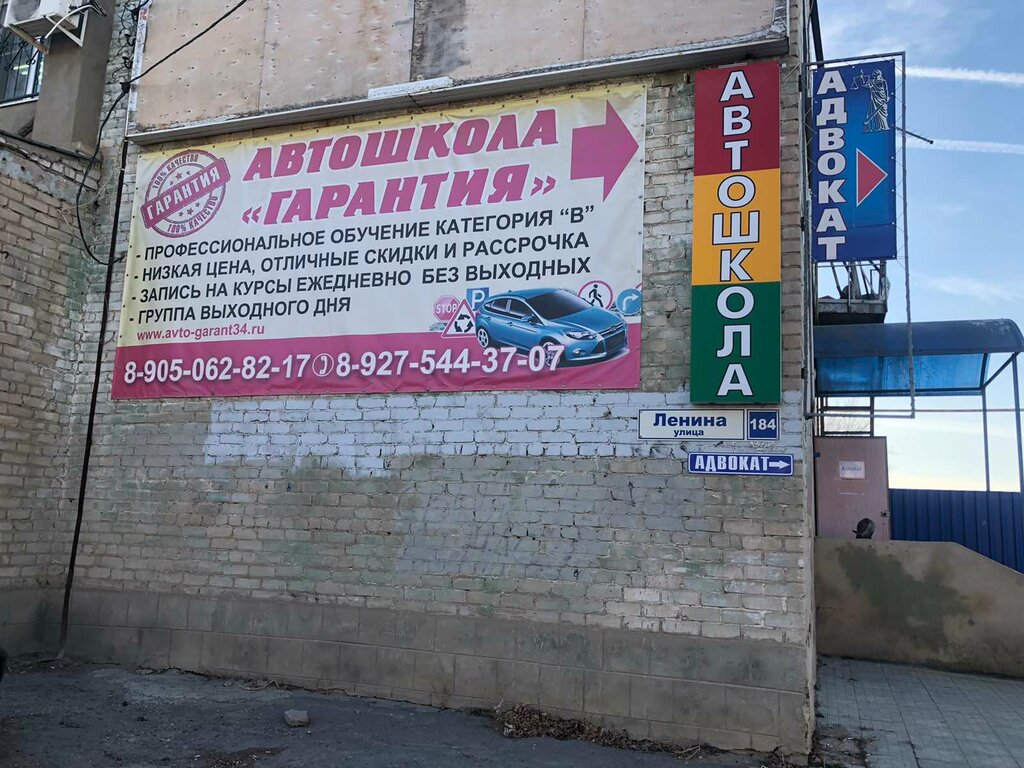 100% КАЧЕСТВО
ГАРАНТИЯ
100% КАЧЕСТВО
АВТОШКОЛА
«ГАРАНТИЯ»
- ПРОФЕССИОНАЛЬНОЕ ОБУЧЕНИЕ КАТЕГОРИЯ “В”
- НИЗКАЯ ЦЕНА, ОТЛИЧНЫЕ СКИДКИ И РАССРОЧКА
- ЗАПИСЬ НА КУРСЫ ЕЖЕДНЕВНО БЕЗ ВЫХОДНЫХ
- ГРУППА ВЫХОДНОГО ДНЯ
www.avto-garant34.ru
STOP
P
8-905-062-82-17 8-927-544-37-07
АВТОШКОЛА
АДВОКАТ
Ленина
улица
184
АДВОКАТ
АДВОКАТ